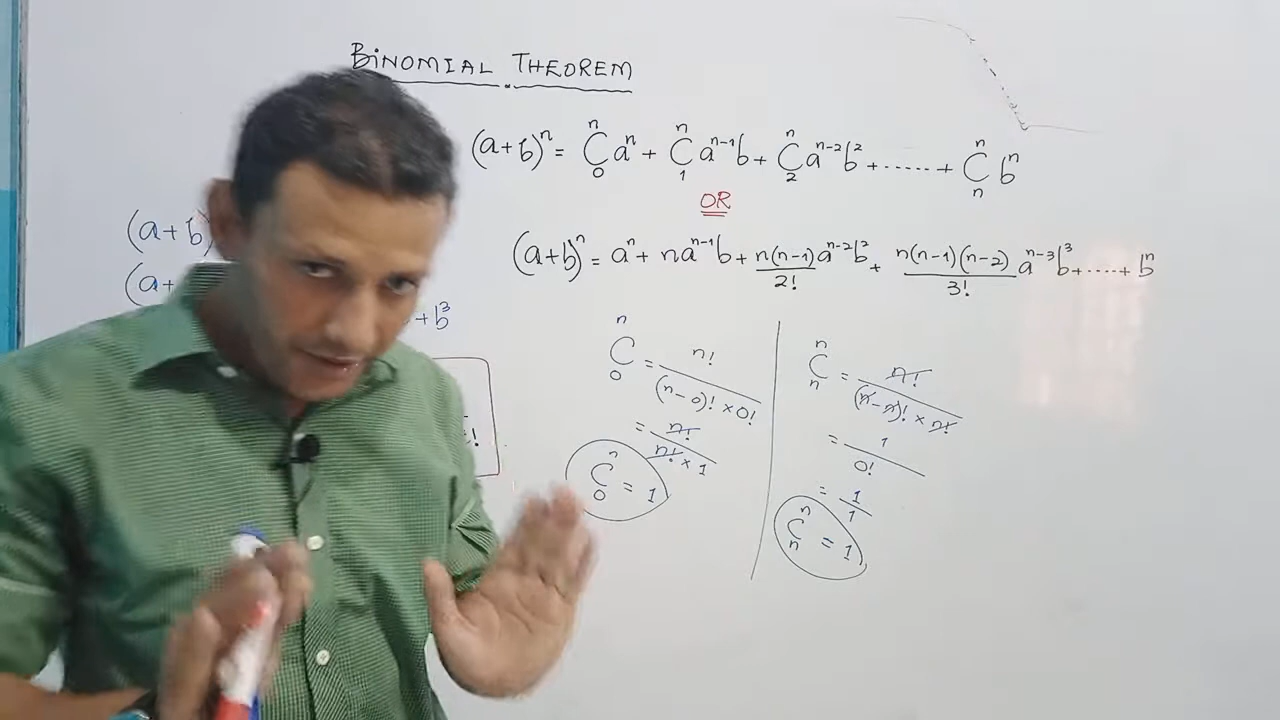 BINOMIAL THEOREM
(a+b)ⁿ = ⁿC₀ aⁿ + ⁿC₁ aⁿ⁻¹b + ⁿC₂ aⁿ⁻²b² + ...... + ⁿCₙ bⁿ
OR
(a+b)ⁿ = aⁿ + naⁿ⁻¹b + n(n-1)/2! aⁿ⁻²b² + n(n-1)(n-2)/3! aⁿ⁻³b³ + ..... + bⁿ
(a+b)
(a+
+ b³
!
ⁿC₀ = n!/((n-0)! × 0!)
= n!/(n! × 1)
ⁿC₀ = 1
ⁿCₙ = n!/((n-n)! × n!)
= 1/0!
= 1/1
ⁿCₙ = 1